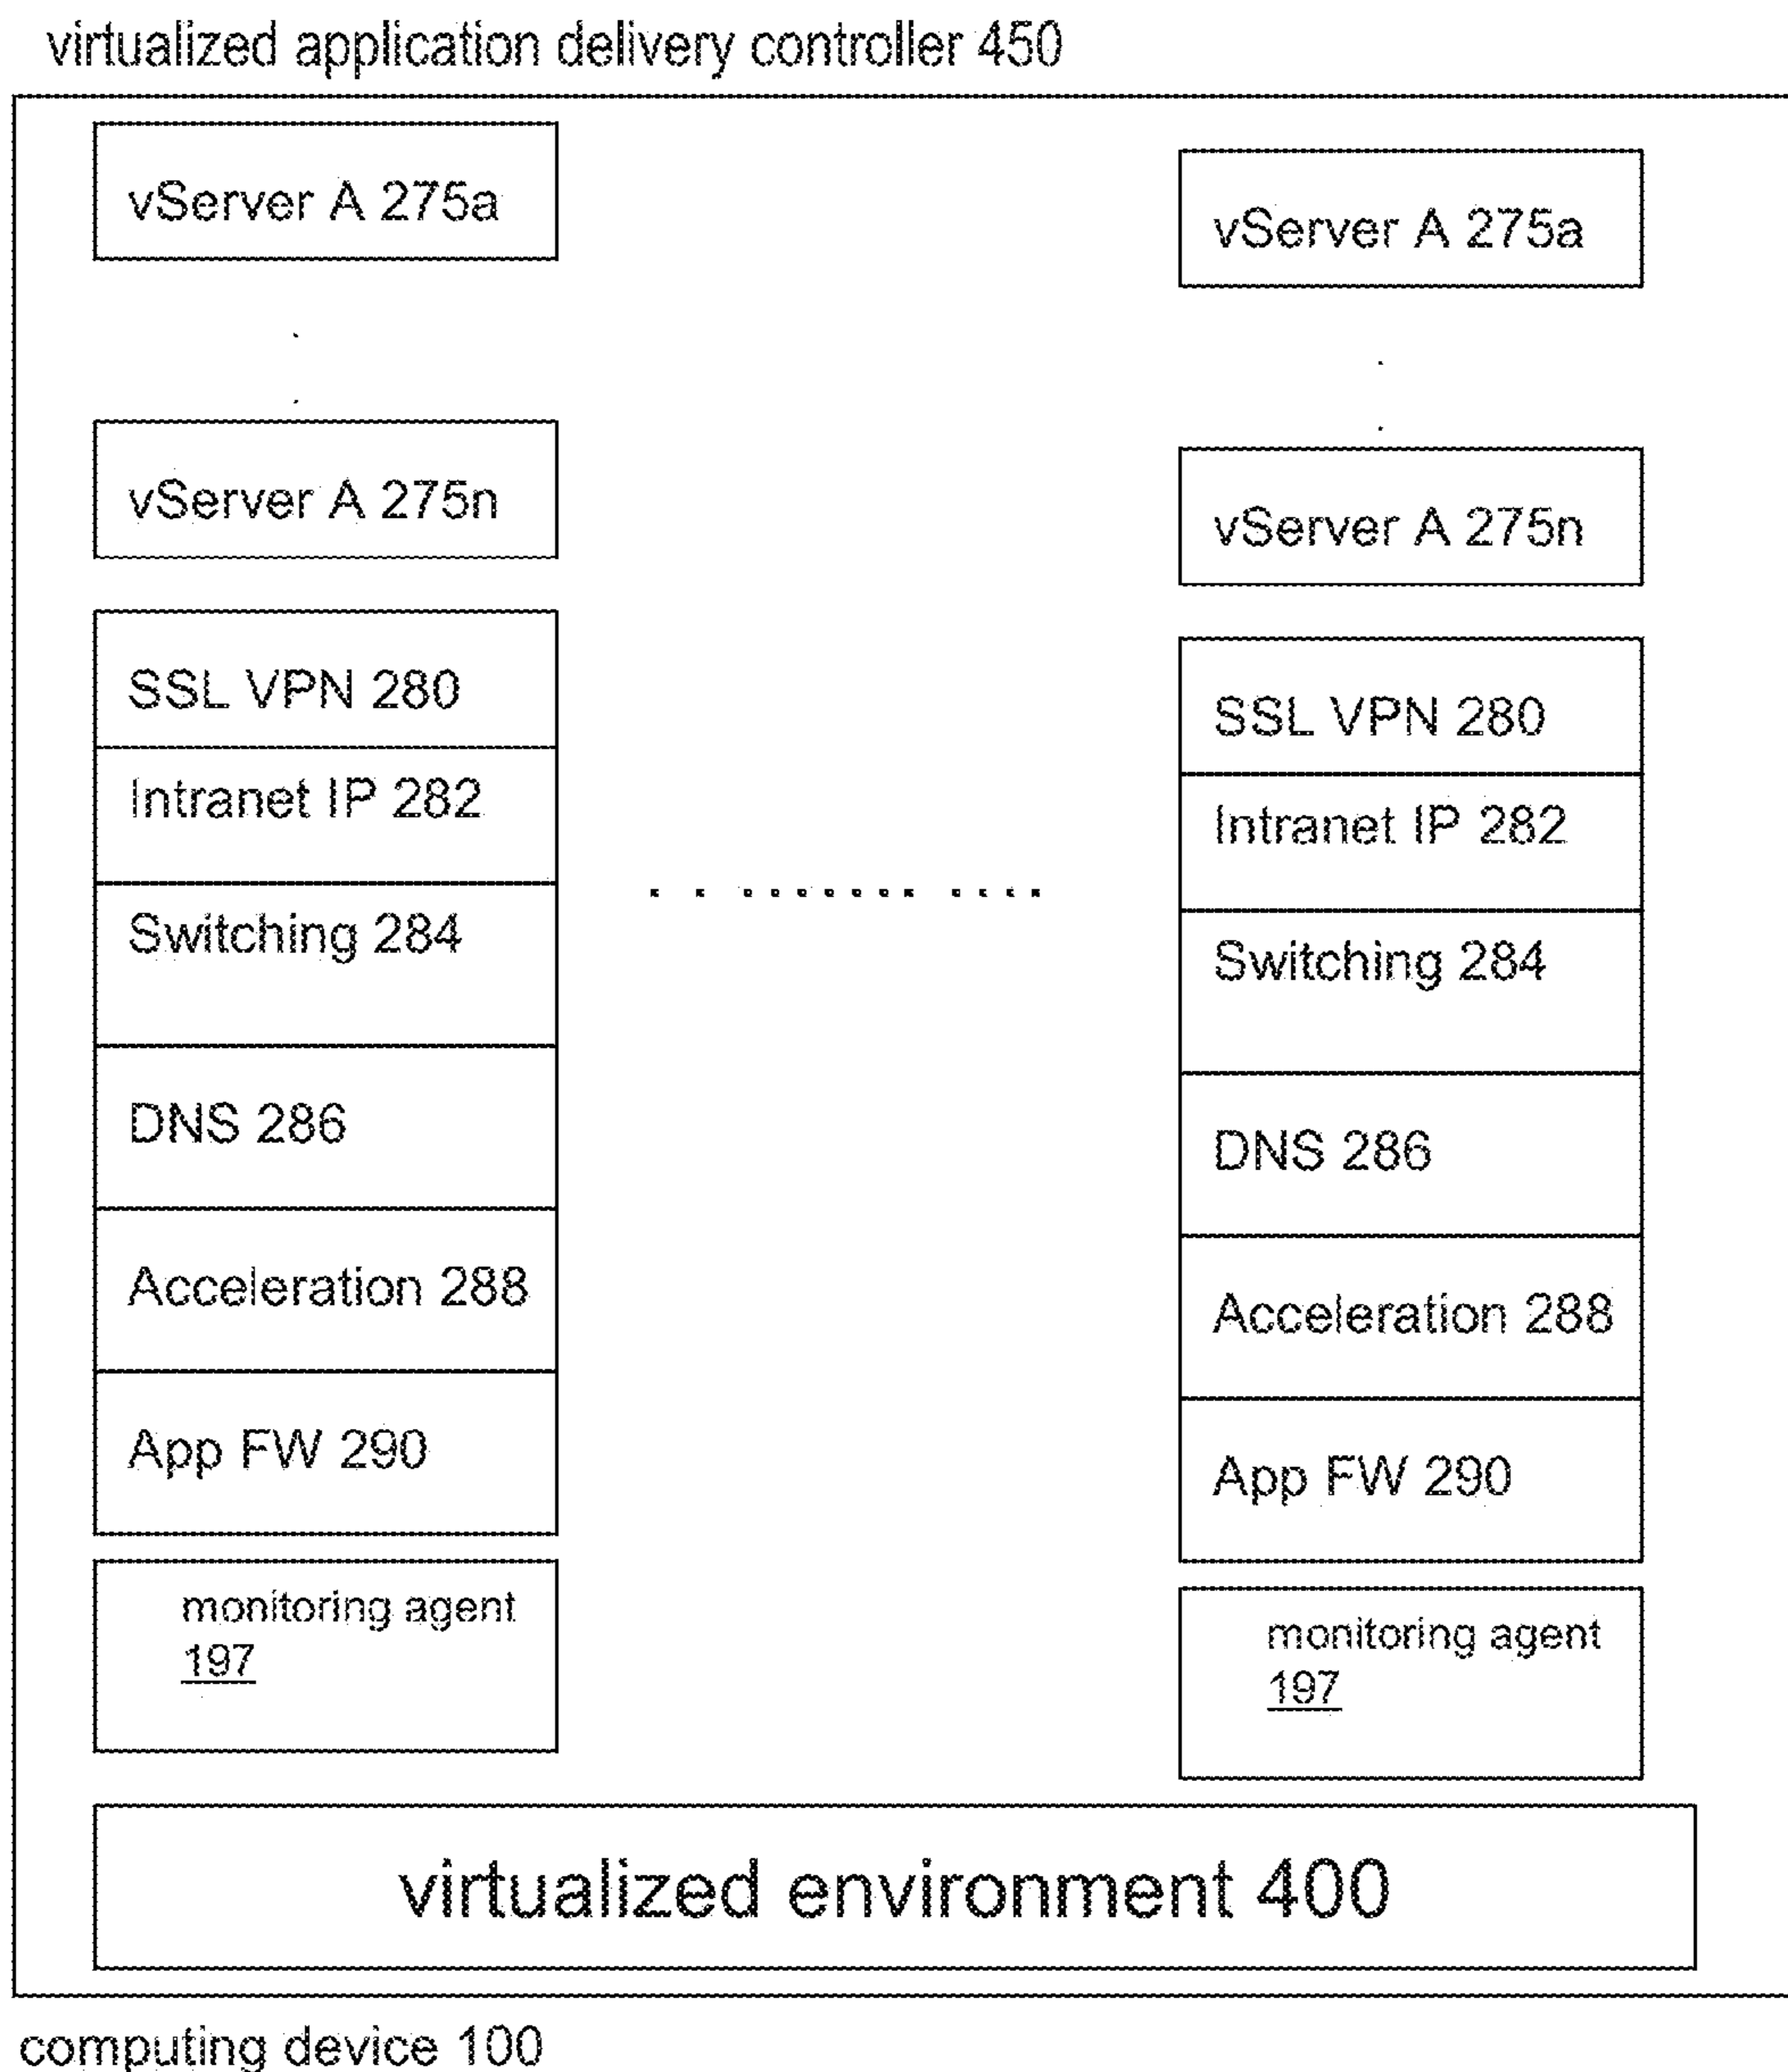 virtualized application delivery controller 450
vServer A 275a
vServer A 275n
SSL VPN 280
Intranet IP 282
Switching 284
DNS 286
Acceleration 288
App FW 290
monitoring agent
197
vServer A 275a
vServer A 275n
SSL VPN 280
Intranet IP 282
Switching 284
DNS 286
Acceleration 288
App FW 290
monitoring agent
197
virtualized environment 400
computing device 100